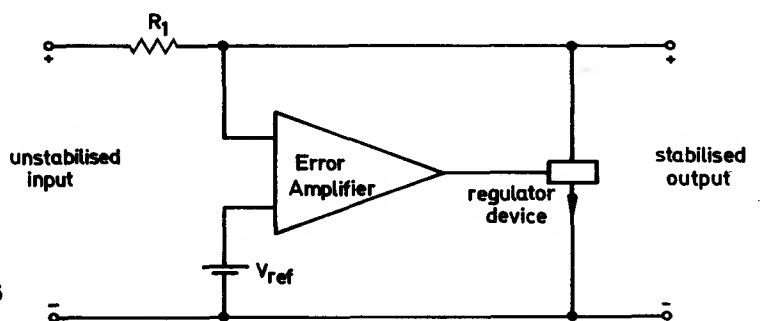 R1
+
+
unstabilised
input
Error
Amplifier
regulator
device
stabilised
output
Vref
−
−